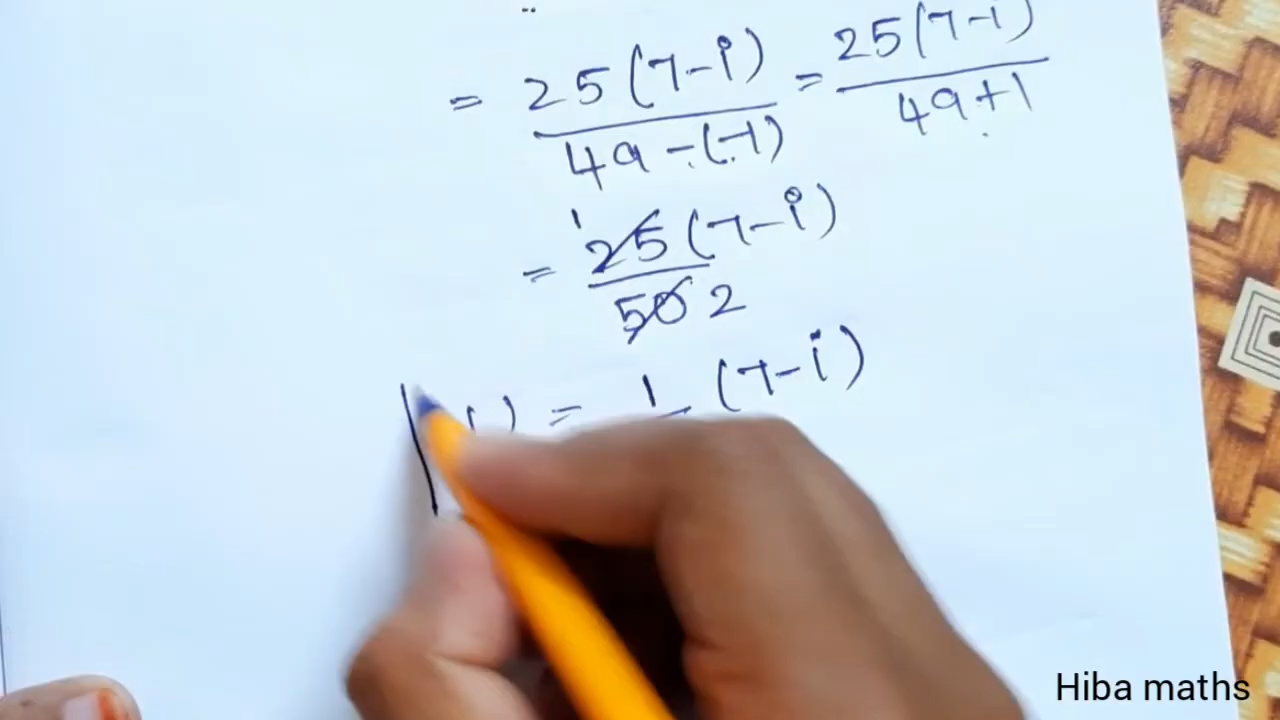 = 25(7-i)/49-(-1) = 25(7-i)/49+1
= 1 25(7-i)/50 2
) = 1 (7-i)
Hiba maths